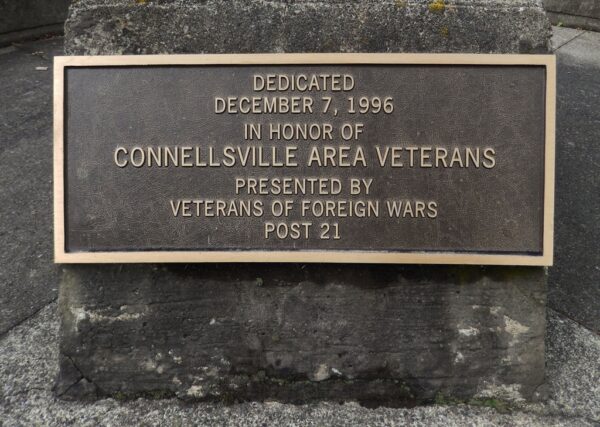 DEDICATED
DECEMBER 7, 1996
IN HONOR OF
CONNELLSVILLE AREA VETERANS
PRESENTED BY
VETERANS OF FOREIGN WARS
POST 21